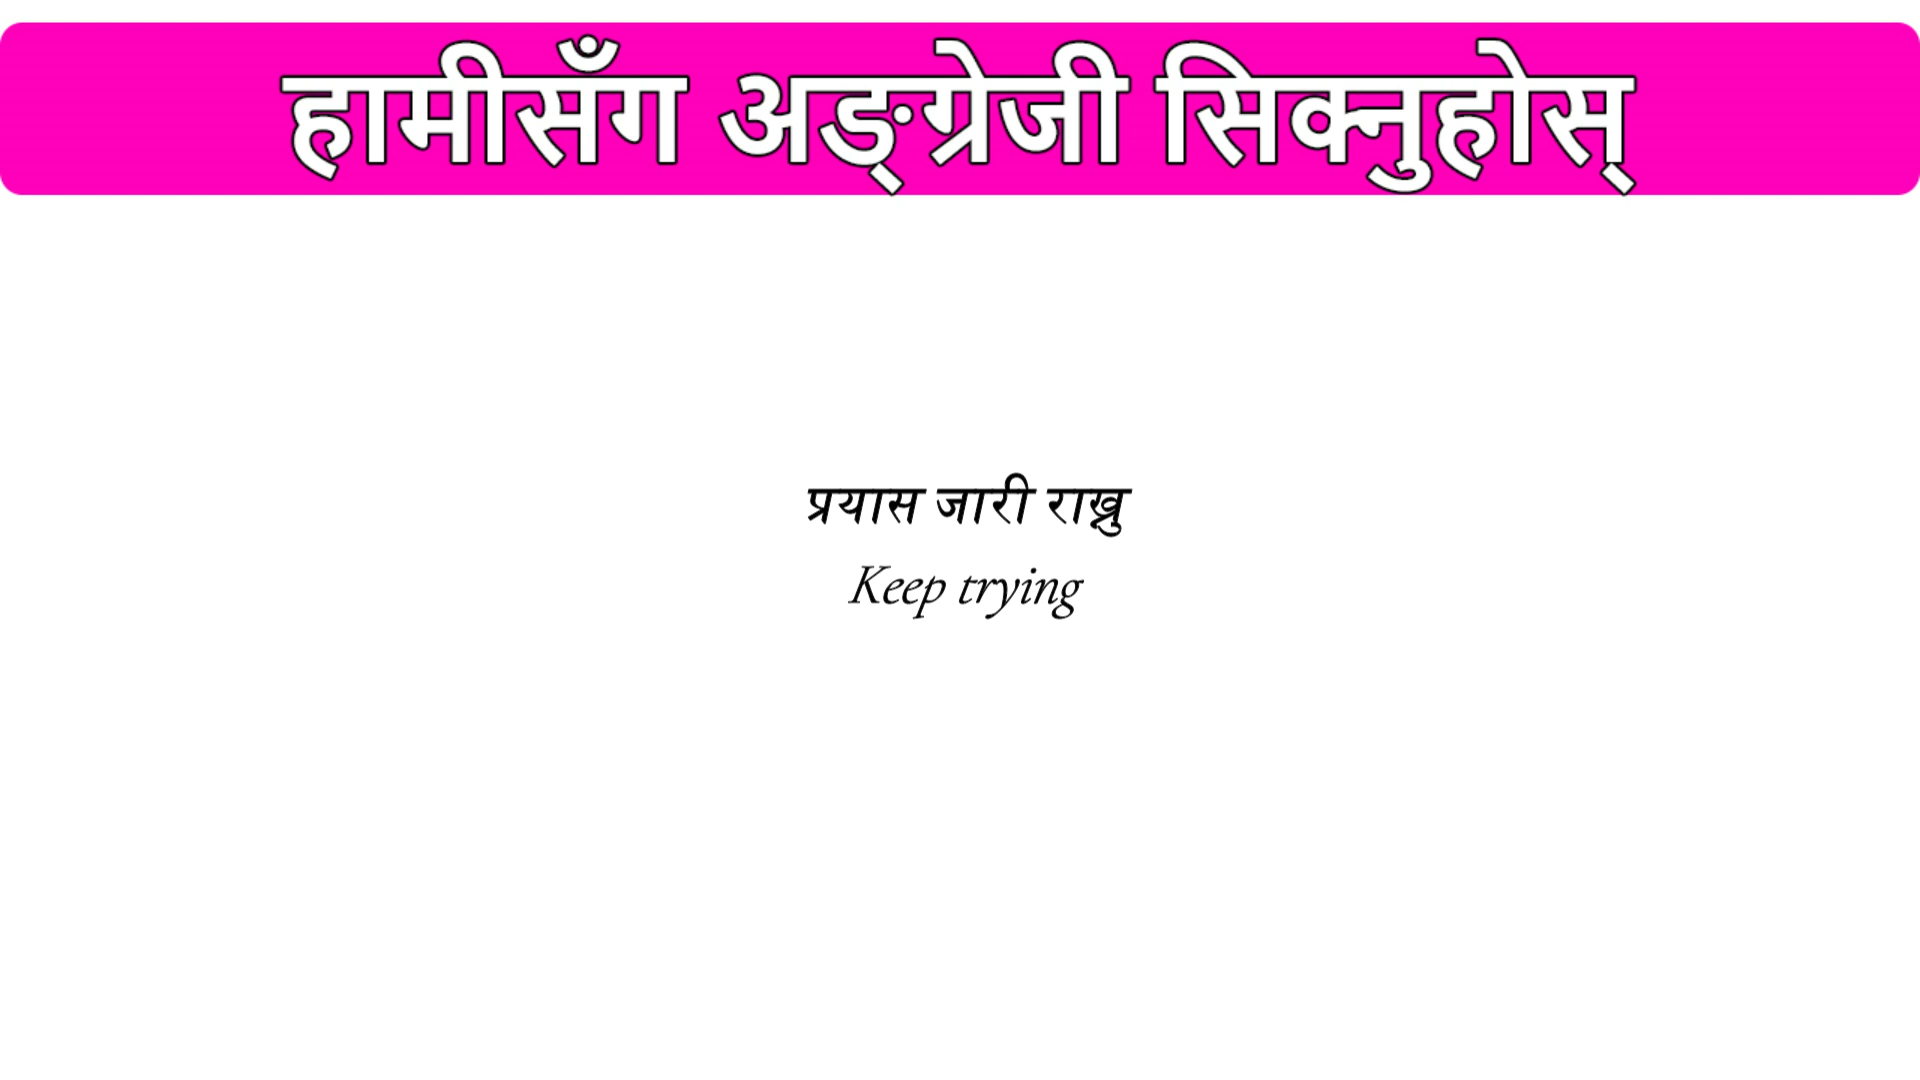 हामीसँग अङ्ग्रेजी सिक्नुहोस्
प्रयास जारी राख्नु
Keep trying